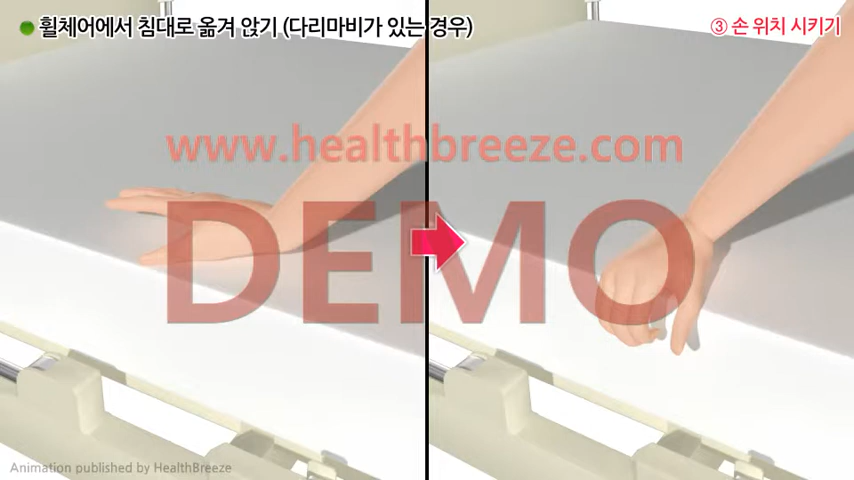 휠체어에서 침대로 옮겨 앉기 (다리마비가 있는 경우)
③ 손 위치 시키기
www.healthbreeze.com
DEMO
Animation published by HealthBreeze